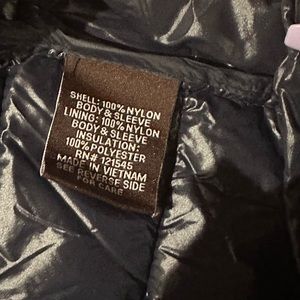 SHELL: 100% NYLON
BODY & SLEEVE
LINING: 100% NYLON
BODY & SLEEVE
INSULATION:
100% POLYESTER
RN# 121545
MADE IN VIETNAM
SEE REVERSE SIDE
FOR CARE